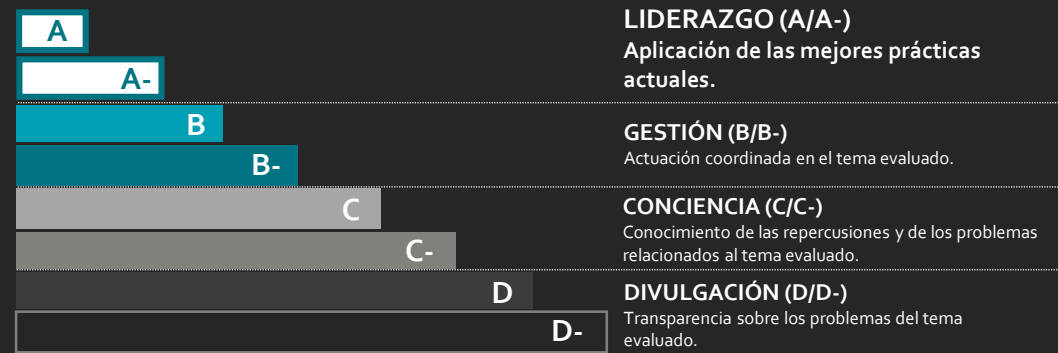 A
A-
LIDERAZGO (A/A-)
Aplicación de las mejores prácticas
actuales.
B
B-
GESTIÓN (B/B-)
Actuación coordinada en el tema evaluado.
C
C-
CONCIENCIA (C/C-)
Conocimiento de las repercusiones y de los problemas
relacionados al tema evaluado.
D
D-
DIVULGACIÓN (D/D-)
Transparencia sobre los problemas del tema
evaluado.